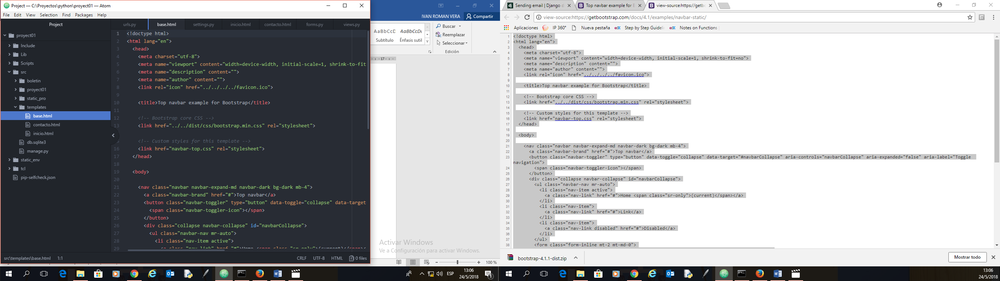 Project — C:\Proyectos\python\proyect01 — Atom
File Edit View Selection Find Packages Help
Project
proyect01
Include
Lib
Scripts
src
boletin
proyect01
static_pro
templates
base.html
contacto.html
inicio.html
db.sqlite3
manage.py
static_env
tcl
pip-selfcheck.json
urls.py base.html settings.py inicio.html contacto.html forms.py views.py
1 <!doctype html>
2 <html lang="en">
3 <head>
4 <meta charset="utf-8">
5 <meta name="viewport" content="width=device-width, initial-scale=1, shrink-to-fit
6 <meta name="description" content="">
7 <meta name="author" content="">
8 <link rel="icon" href="../../../../favicon.ico">
9
10 <title>Top navbar example for Bootstrap</title>
11
12 <!-- Bootstrap core CSS -->
13 <link href="../../dist/css/bootstrap.min.css" rel="stylesheet">
<!-- Custom styles for this template -->
16 <link href="navbar-top.css" rel="stylesheet">
17 </head>
18
19 <body>
20
21 <nav class="navbar navbar-expand-md navbar-dark bg-dark mb-4">
22 <a class="navbar-brand" href="#">Top navbar</a>
23 <button class="navbar-toggler" type="button" data-toggle="collapse" data-target
24 <span class="navbar-toggler-icon"></span>
25 </button>
26 <div class="collapse navbar-collapse" id="navbarCollapse">
27 <ul class="navbar-nav mr-auto">
28 <li class="nav-item active">
29 <a class="nav-link" href="#">Home <span class="sr-only">(current)</span><
src\templates\base.html 1:1 CRLF UTF-8 HTML 0 files
IVAN ROMAN VERA Compartir
AaBbCcD AaBbCcDc
Subtítulo Énfasis sutil
Buscar
Reemplazar
Seleccionar
Edición
17
Activar Windows
Ve a Configuración para activar Windows.
100 %
ESP
13:06
24/5/2018
1
Sending email | Django d
Top navbar example for B
view-source:https://getbo
view-source:https://getbootstrap.com/docs/4.1/examples/navbar-static/
Aplicaciones IP 360° Nueva pestaña edX Step by Step Guideli edX Notes on Functions
1 <!doctype html>
2 <html lang="en">
3 <head>
4 <meta charset="utf-8">
5 <meta name="viewport" content="width=device-width, initial-scale=1, shrink-to-fit=no">
6 <meta name="description" content="">
7 <meta name="author" content="">
8 <link rel="icon" href="../../../../favicon.ico">
9
10 <title>Top navbar example for Bootstrap</title>
11
12 <!-- Bootstrap core CSS -->
13 <link href="../../dist/css/bootstrap.min.css" rel="stylesheet">
14
15 <!-- Custom styles for this template -->
16 <link href="navbar-top.css" rel="stylesheet">
17 </head>
18
19 <body>
20
21 <nav class="navbar navbar-expand-md navbar-dark bg-dark mb-4">
22 <a class="navbar-brand" href="#">Top navbar</a>
23 <button class="navbar-toggler" type="button" data-toggle="collapse" data-target="#navbarCollapse" aria-controls="navbarCollapse" aria-expanded="false" aria-label="Toggle
navigation">
24 <span class="navbar-toggler-icon"></span>
25 </button>
26 <div class="collapse navbar-collapse" id="navbarCollapse">
27 <ul class="navbar-nav mr-auto">
28 <li class="nav-item active">
29 <a class="nav-link" href="#">Home <span class="sr-only">(current)</span></a>
30 </li>
31 <li class="nav-item">
32 <a class="nav-link" href="#">Link</a>
33 </li>
34 <li class="nav-item">
35 <a class="nav-link disabled" href="#">Disabled</a>
36 </li>
37 </ul>
38 <form class="form-inline mt-2 mt-md-0">
bootstrap-4.1.1-dist.zip
Mostrar todo
13:06
24/5/2018